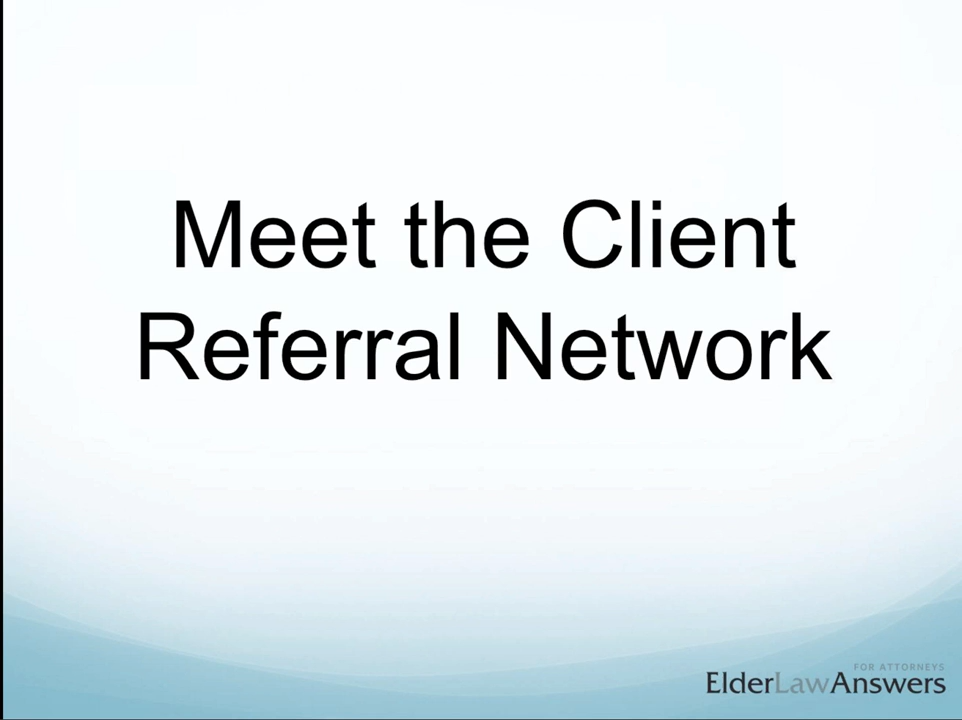 Meet the Client
Referral Network
FOR ATTORNEYS
ElderLawAnswers